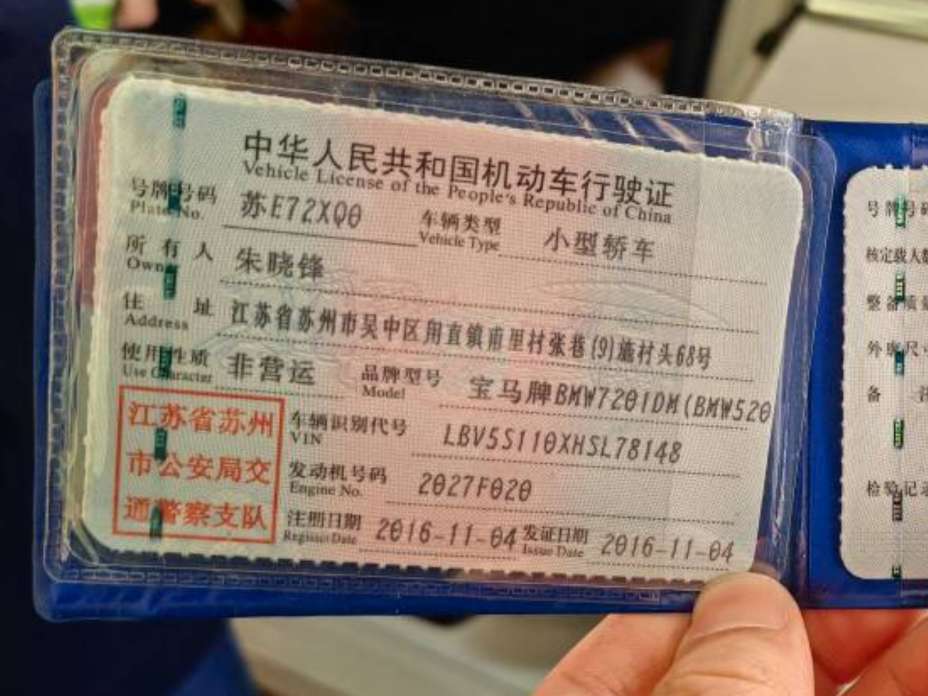 中华人民共和国机动车行驶证
Vehicle License of the People's Republic of China
号牌号码 苏E72XQ0 车辆类型 小型轿车
Plate No. Vehicle Type
所有人 朱晓锋
Owner
住址 江苏省苏州市吴中区甪直镇甫里村张巷(9)施村头68号
Address
使用性质 非营运 品牌型号 宝马牌BMW7201DM(BMW520
Use Character Model
江苏省苏州
市公安局交
通警察支队
车辆识别代号 LBV5S110XHSL78148
VIN
发动机号码 2027F020
Engine No.
注册日期 2016-11-04 发证日期 2016-11-04
Register Date Issue Date
号牌号码
核定载人数
整备质量
外廓尺寸
备 注
检验记录